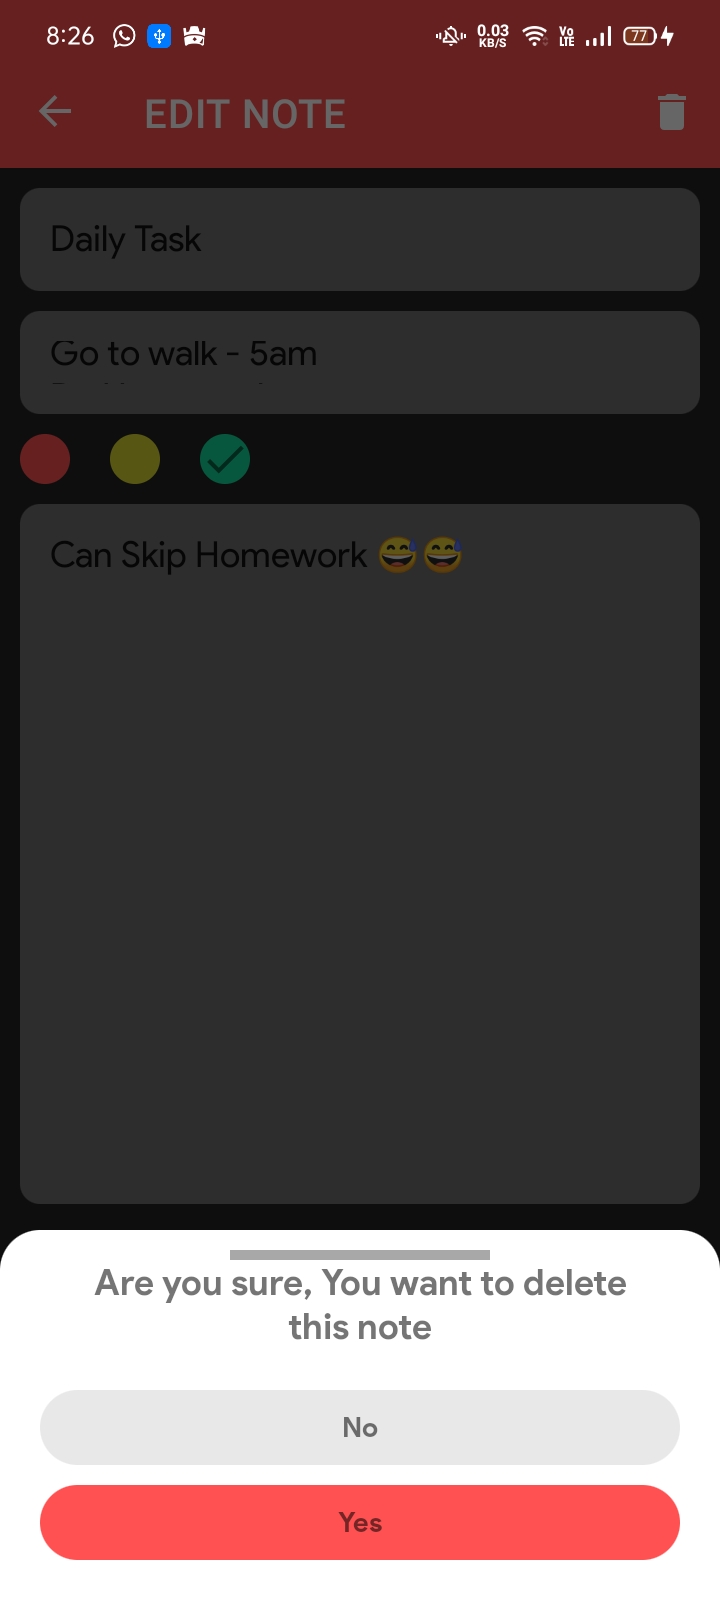 8:26 0.03 KB/S Vo LTE 77
EDIT NOTE
Daily Task
Go to walk - 5am
Can Skip Homework 😅😅
Are you sure, You want to delete
this note
No
Yes